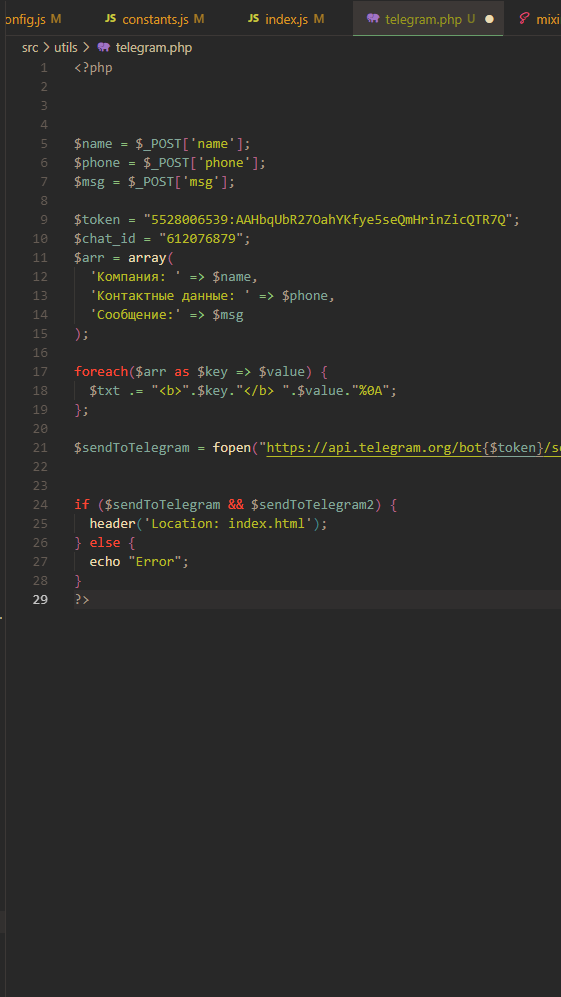 onfig.js M JS constants.js M JS index.js M telegram.php U
src > utils > telegram.php
1 <?php
2
3
4
5 $name = $_POST['name'];
6 $phone = $_POST['phone'];
7 $msg = $_POST['msg'];
8
9 $token = "5528006539:AAHbqUbR27OahYKfye5seQmHrinZicQTR7Q";
10 $chat_id = "612076879";
11 $arr = array(
12 'Компания: ' => $name,
13 'Контактные данные: ' => $phone,
14 'Сообщение:' => $msg
15 );
16
17 foreach($arr as $key => $value) {
18 $txt .= "<b>".$key."</b> ".$value."%0A";
19 };
20
21 $sendToTelegram = fopen("https://api.telegram.org/bot{$token}/se
22
23
24 if ($sendToTelegram && $sendToTelegram2) {
25 header('Location: index.html');
26 } else {
27 echo "Error";
28 }
29 ?>